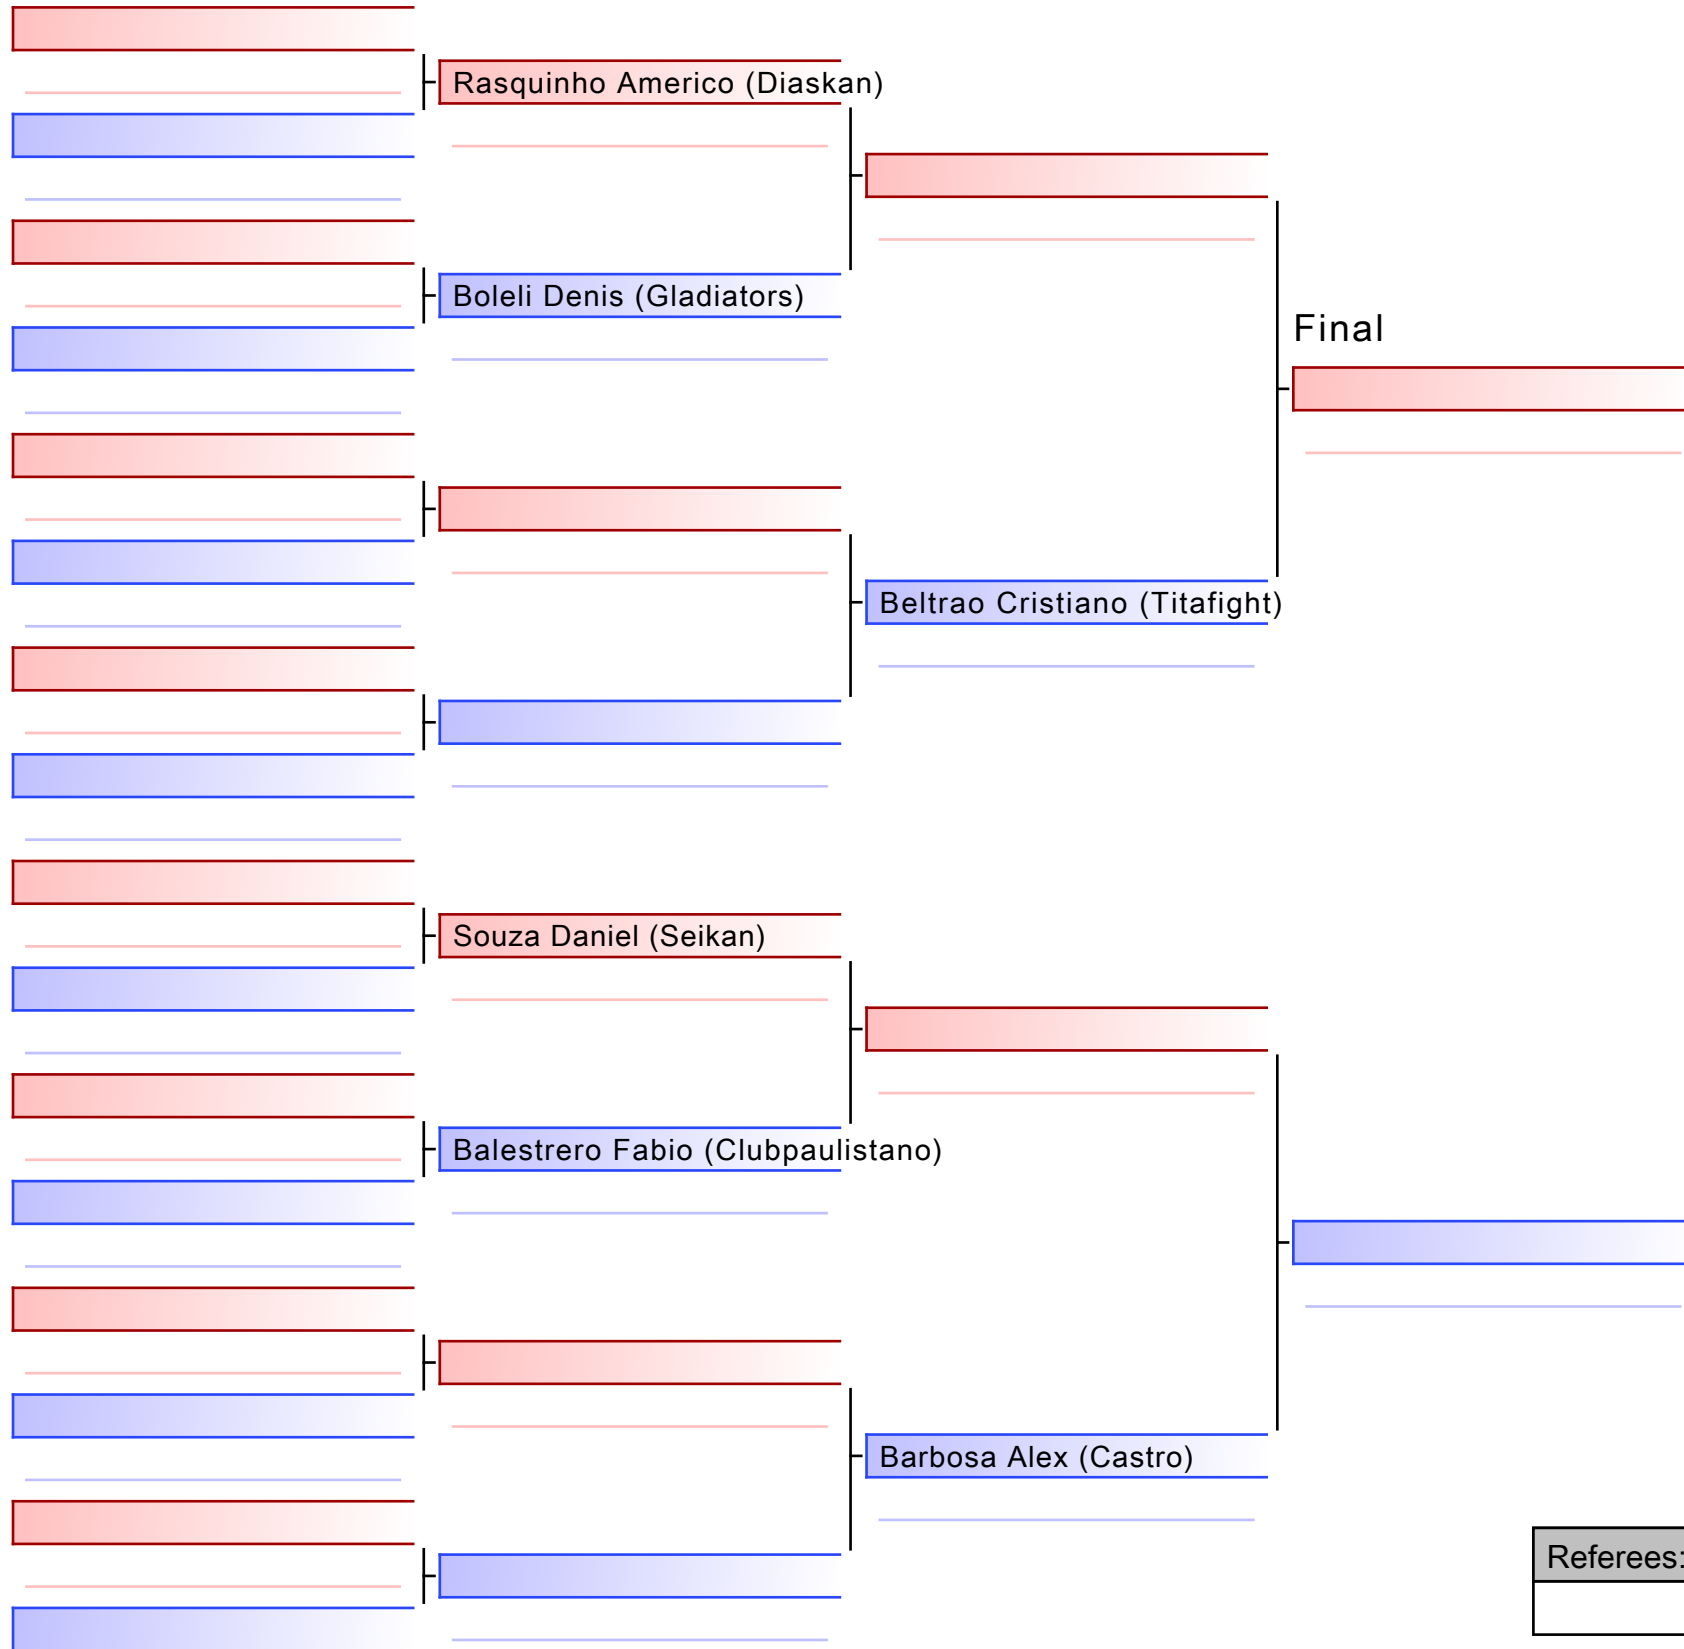 Rasquinho Americo (Diaskan)
Boleli Denis (Gladiators)
Final
Beltrao Cristiano (Titafight)
Souza Daniel (Seikan)
Balestrero Fabio (Clubpaulistano)
Barbosa Alex (Castro)
Referees: